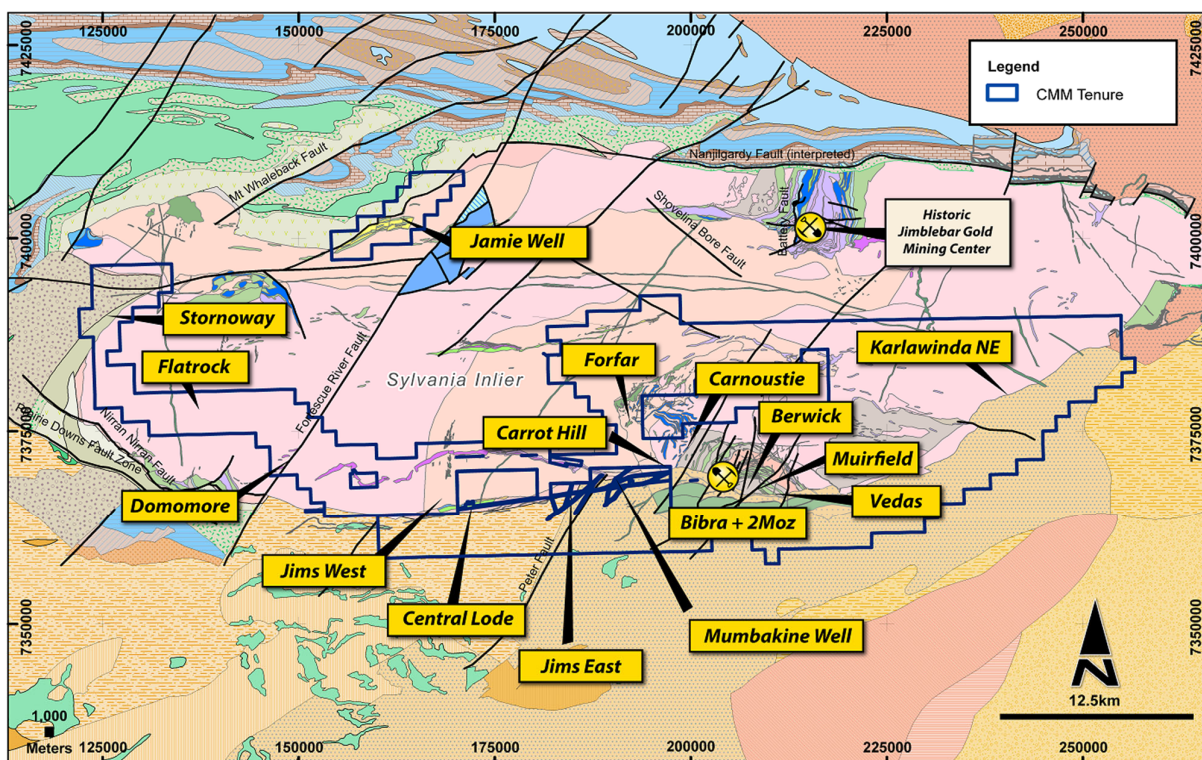 125000
150000
175000
200000
225000
250000
7425000
7400000
7375000
7350000
Legend
CMM Tenure
Nanjilgardy Fault (interpreted)
Mt Whaleback Fault
Shovelina Bore Fault
Battery Fault
Historic
Jimblebar Gold
Mining Center
Jamie Well
Stornoway
Flatrock
Fortescue River Fault
Sylvania Inlier
Forfar
Carnoustie
Karlawinda NE
Berwick
Carrot Hill
Muirfield
Vedas
Nirran Nirran Fault
Prairie Downs Fault Zone
Domomore
Bibra + 2Moz
Jims West
Peter Fault
Central Lode
Jims East
Mumbakine Well
N
12.5km
1,000
Meters
125000
150000
175000
200000
225000
250000
7400000
7375000
7350000